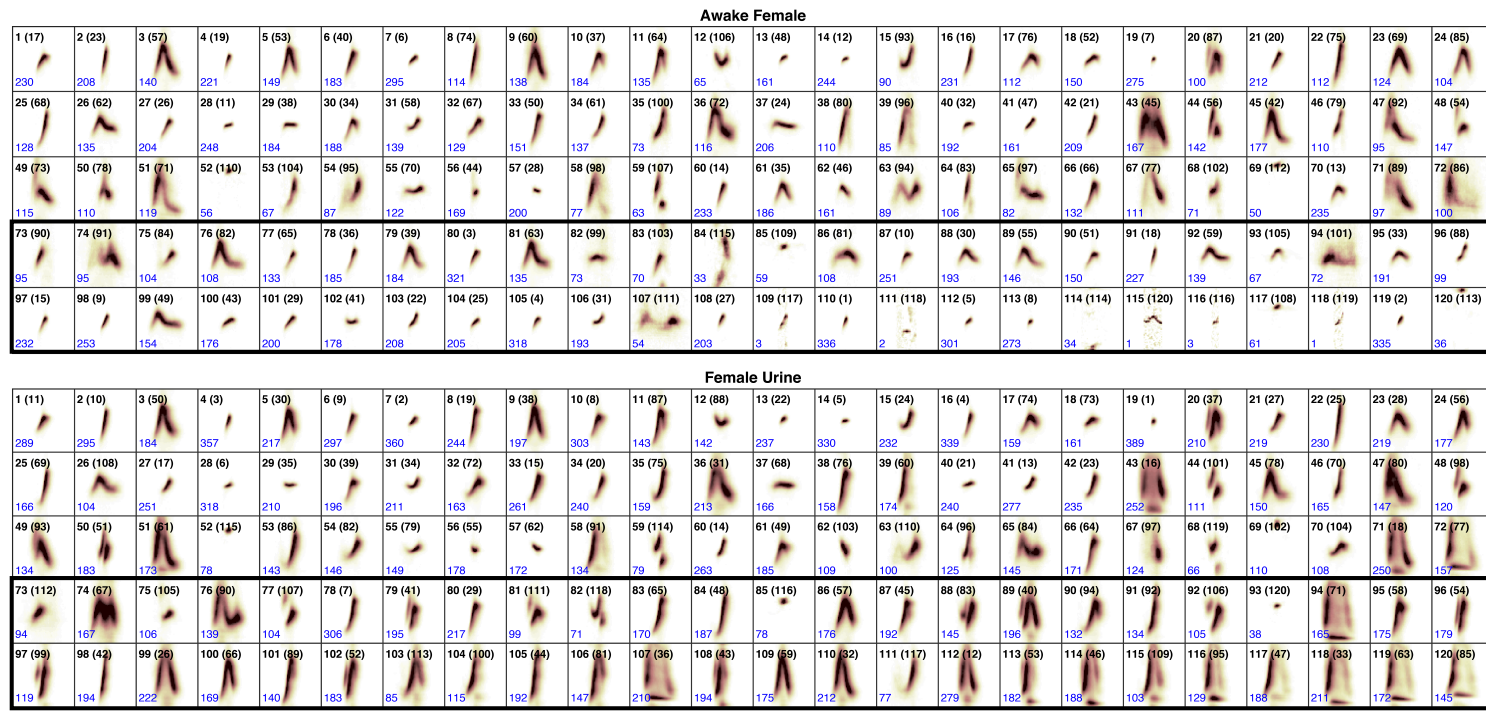 Awake Female
1 (17) 2 (23) 3 (57) 4 (19) 5 (53) 6 (40) 7 (6) 8 (74) 9 (60) 10 (37) 11 (64) 12 (106) 13 (48) 14 (12) 15 (93) 16 (16) 17 (76) 18 (52) 19 (7) 20 (87) 21 (20) 22 (75) 23 (69) 24 (85)
230 208 140 221 149 183 295 114 138 184 135 65 161 244 90 231 112 150 275 100 212 112 124 104
25 (68) 26 (62) 27 (26) 28 (11) 29 (38) 30 (34) 31 (58) 32 (67) 33 (50) 34 (61) 35 (100) 36 (72) 37 (24) 38 (80) 39 (96) 40 (32) 41 (47) 42 (21) 43 (45) 44 (56) 45 (42) 46 (79) 47 (92) 48 (54)
128 135 204 248 184 188 139 129 151 137 73 116 206 110 85 192 161 209 167 142 177 110 95 147
49 (73) 50 (78) 51 (71) 52 (110) 53 (104) 54 (95) 55 (70) 56 (44) 57 (28) 58 (98) 59 (107) 60 (14) 61 (35) 62 (46) 63 (94) 64 (83) 65 (97) 66 (66) 67 (77) 68 (102) 69 (112) 70 (13) 71 (89) 72 (86)
115 110 119 56 67 87 122 169 200 77 63 233 186 161 89 106 82 132 111 71 50 235 97 100
73 (90) 74 (91) 75 (84) 76 (82) 77 (65) 78 (36) 79 (39) 80 (3) 81 (63) 82 (99) 83 (103) 84 (115) 85 (109) 86 (81) 87 (10) 88 (30) 89 (55) 90 (51) 91 (18) 92 (59) 93 (105) 94 (101) 95 (33) 96 (88)
95 95 104 108 133 185 184 321 135 73 70 33 59 108 251 193 146 150 227 139 67 72 191 99
97 (15) 98 (9) 99 (49) 100 (43) 101 (29) 102 (41) 103 (22) 104 (25) 105 (4) 106 (31) 107 (111) 108 (27) 109 (117) 110 (1) 111 (118) 112 (5) 113 (8) 114 (114) 115 (120) 116 (116) 117 (108) 118 (119) 119 (2) 120 (113)
232 253 154 176 200 178 208 205 318 193 54 203 3 336 2 301 273 34 1 3 61 1 335 36
Female Urine
1 (11) 2 (10) 3 (50) 4 (3) 5 (30) 6 (9) 7 (2) 8 (19) 9 (38) 10 (8) 11 (87) 12 (88) 13 (22) 14 (5) 15 (24) 16 (4) 17 (74) 18 (73) 19 (1) 20 (37) 21 (27) 22 (25) 23 (28) 24 (56)
289 295 184 357 217 297 360 244 197 303 143 142 237 330 232 339 159 161 389 210 219 230 219 177
25 (69) 26 (108) 27 (17) 28 (6) 29 (35) 30 (39) 31 (34) 32 (72) 33 (15) 34 (20) 35 (75) 36 (31) 37 (68) 38 (76) 39 (60) 40 (21) 41 (13) 42 (23) 43 (16) 44 (101) 45 (78) 46 (70) 47 (80) 48 (98)
166 104 251 318 210 196 211 163 261 240 159 213 166 158 174 240 277 235 252 111 150 165 147 120
49 (93) 50 (51) 51 (61) 52 (115) 53 (86) 54 (82) 55 (79) 56 (55) 57 (62) 58 (91) 59 (114) 60 (14) 61 (49) 62 (103) 63 (110) 64 (96) 65 (84) 66 (64) 67 (97) 68 (119) 69 (102) 70 (104) 71 (18) 72 (77)
134 183 173 78 143 146 149 178 172 134 79 263 185 109 100 125 145 171 124 66 110 108 250 157
73 (112) 74 (67) 75 (105) 76 (90) 77 (107) 78 (7) 79 (41) 80 (29) 81 (111) 82 (118) 83 (65) 84 (48) 85 (116) 86 (57) 87 (45) 88 (83) 89 (40) 90 (94) 91 (92) 92 (106) 93 (120) 94 (71) 95 (58) 96 (54)
94 167 106 139 104 306 195 217 99 71 170 187 78 176 192 145 196 132 134 105 38 165 175 179
97 (99) 98 (42) 99 (26) 100 (66) 101 (89) 102 (52) 103 (113) 104 (100) 105 (44) 106 (81) 107 (36) 108 (43) 109 (59) 110 (32) 111 (117) 112 (12) 113 (53) 114 (46) 115 (109) 116 (95) 117 (47) 118 (33) 119 (63) 120 (85)
119 194 222 169 140 183 85 115 192 147 210 194 175 212 77 279 182 188 103 129 188 211 172 145